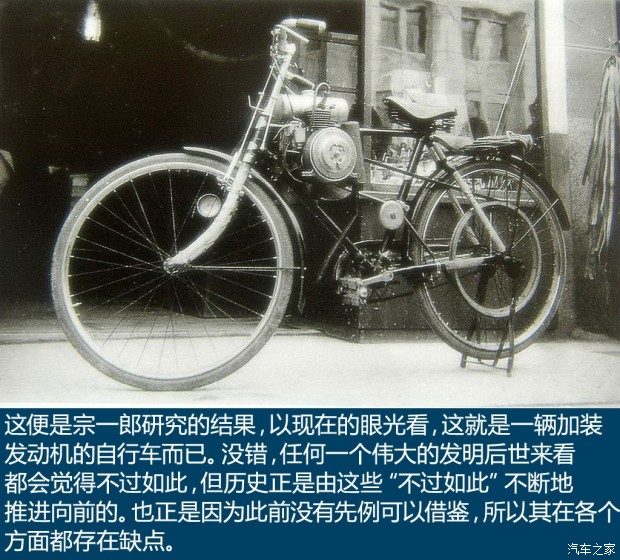 这便是宗一郎研究的结果，以现在的眼光看，这就是一辆加装
发动机的自行车而已。没错，任何一个伟大的发明后世来看
都会觉得不过如此，但历史正是由这些“不过如此”不断地
推进向前的。也正是因为此前没有先例可以借鉴，所以其在各个
方面都存在缺点。
汽车之家